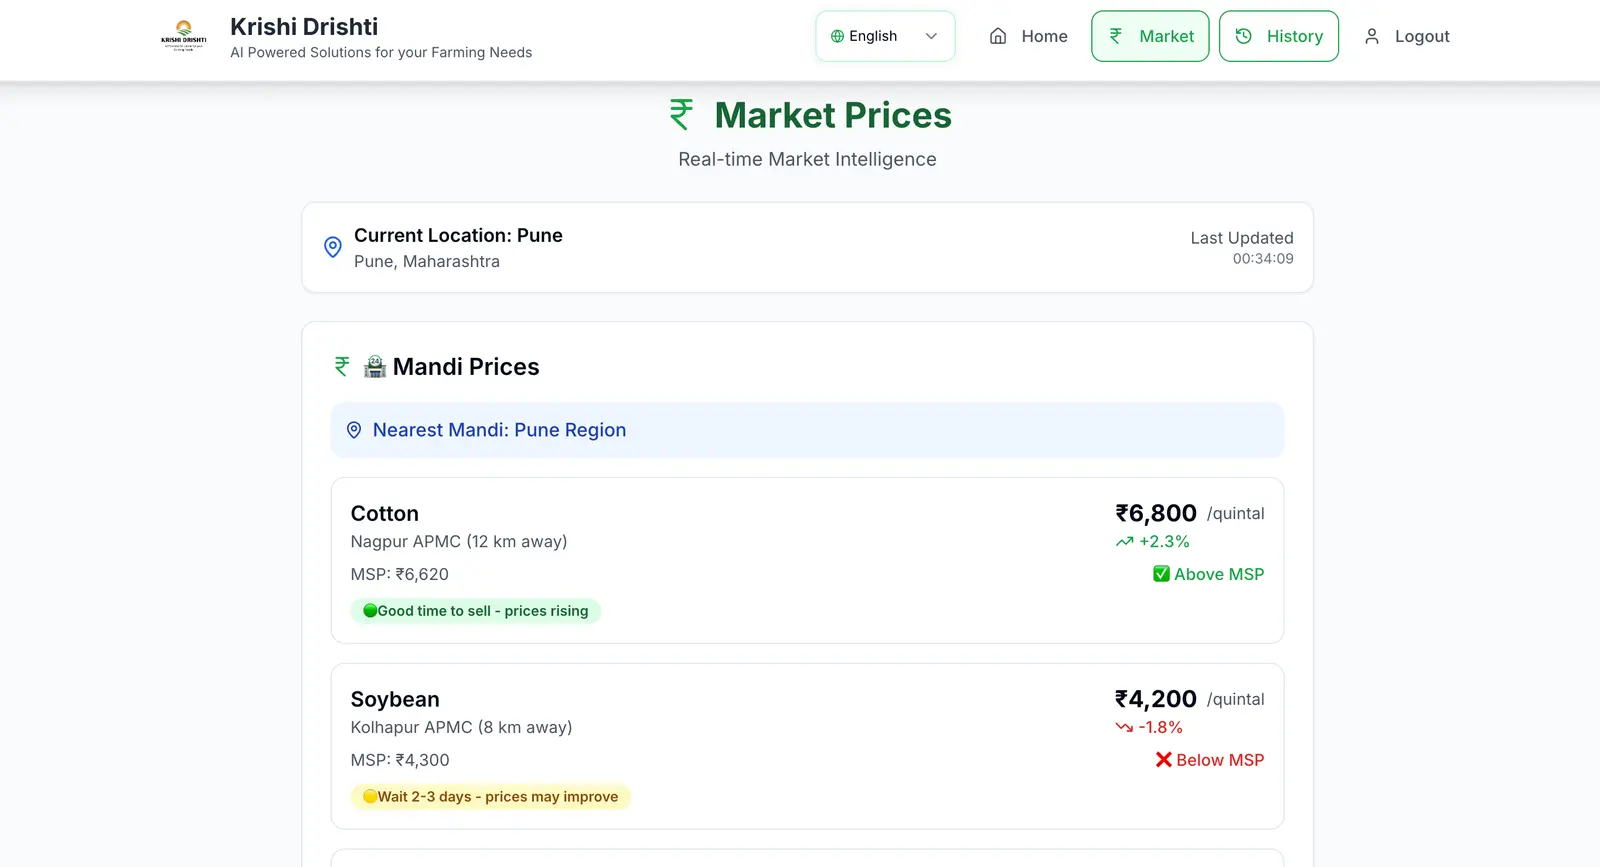 KRISHI DRISHTI
Krishi Drishti
AI Powered Solutions for your Farming Needs
English
Home
₹ Market
History
Logout
₹ Market Prices
Real-time Market Intelligence
Current Location: Pune
Pune, Maharashtra
Last Updated
00:34:09
₹ 🏪 Mandi Prices
Nearest Mandi: Pune Region
Cotton
₹6,800 /quintal
Nagpur APMC (12 km away)
+2.3%
MSP: ₹6,620
✅ Above MSP
🟢Good time to sell - prices rising
Soybean
₹4,200 /quintal
Kolhapur APMC (8 km away)
-1.8%
MSP: ₹4,300
❌ Below MSP
🟡Wait 2-3 days - prices may improve